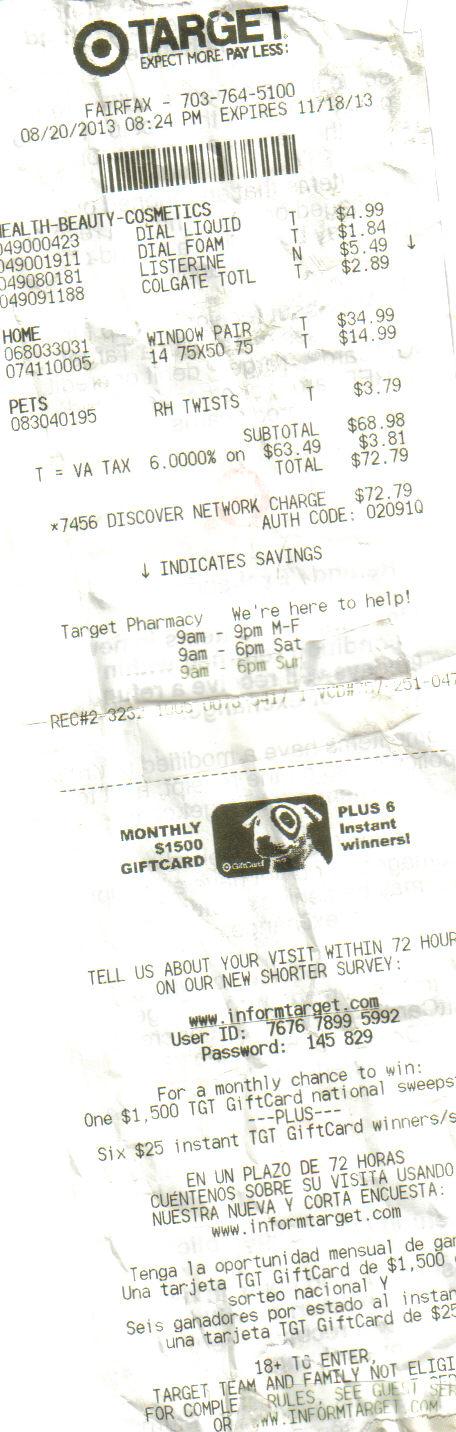 TARGET
EXPECT MORE. PAY LESS.
FAIRFAX - 703-764-5100
08/20/2013 08:24 PM EXPIRES 11/18/13
EALTH-BEAUTY-COSMETICS
049000423 DIAL LIQUID T $4.99
049001911 DIAL FOAM T $1.84
049080181 LISTERINE N $5.49 ↓
049091188 COLGATE TOTL T $2.89
HOME
068033031 WINDOW PAIR T $34.99
074110005 14 75X50 75 T $14.99
PETS
083040195 RH TWISTS T $3.79
SUBTOTAL $68.98
T = VA TAX 6.0000% on $63.49 $3.81
TOTAL $72.79
*7456 DISCOVER NETWORK CHARGE $72.79
AUTH CODE: 02091Q
↓ INDICATES SAVINGS
Target Pharmacy We're here to help!
9am - 9pm M-F
9am - 6pm Sat
9am 6pm Sun
REC#2-
MONTHLY
$1500
GIFTCARD
GiftCard
PLUS 6
Instant
winners!
TELL US ABOUT YOUR VISIT WITHIN 72 HOUR
ON OUR NEW SHORTER SURVEY:
www.informtarget.com
User ID: 7676 7899 5992
Password: 145 829
For a monthly chance to win:
One $1,500 TGT GiftCard national sweeps
---PLUS---
Six $25 instant TGT GiftCard winners/s
EN UN PLAZO DE 72 HORAS
CUÉNTENOS SOBRE SU VISITA USANDO
NUESTRA NUEVA Y CORTA ENCUESTA:
www.informtarget.com
Tenga la oportunidad mensual de gan
Una tarjeta TGT GiftCard de $1,500
sorteo nacional Y
Seis ganadores por estado al instan
una tarjeta TGT GiftCard de $25
18+ TO ENTER,
TARGET TEAM AND FAMILY NOT ELIGI
FOR COMPLE RULES, SEE GUEST SER
OR WWW.INFORMTARGET.COM